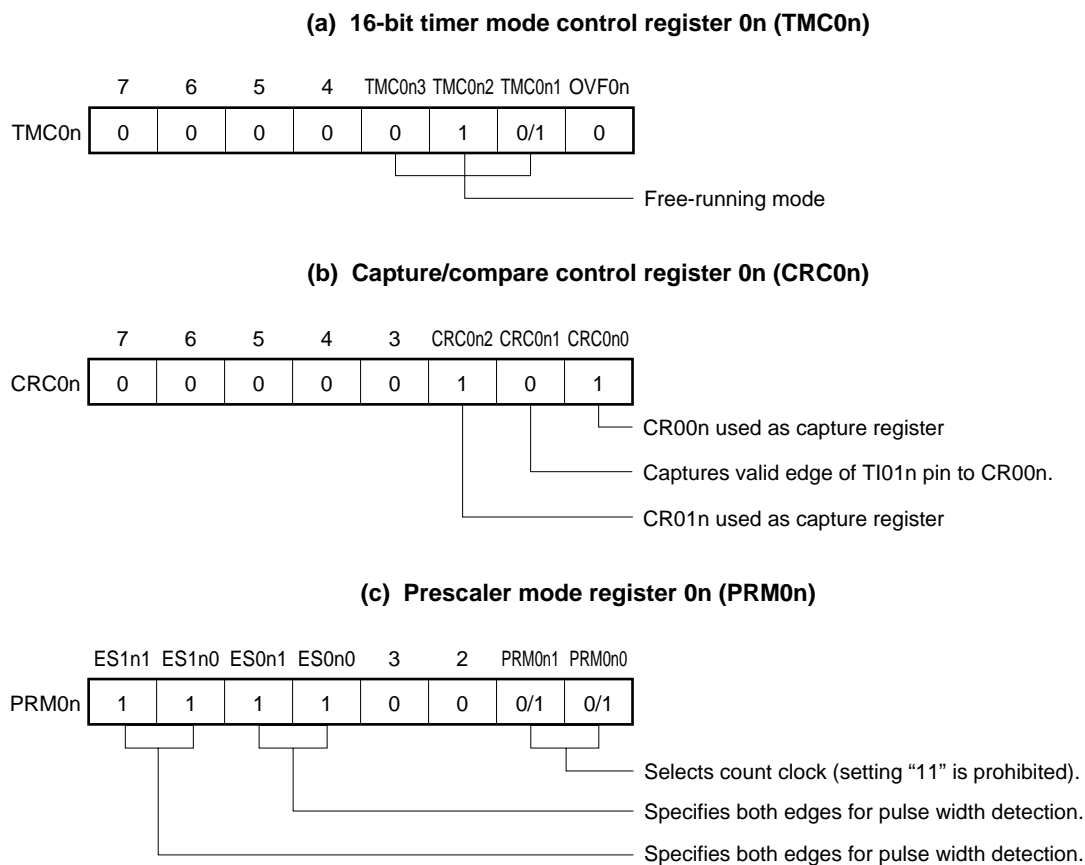 (a) 16-bit timer mode control register 0n (TMC0n)
7 6 5 4 TMC0n3 TMC0n2 TMC0n1 OVF0n
TMC0n 0 0 0 0 0 1 0/1 0
Free-running mode
(b) Capture/compare control register 0n (CRC0n)
7 6 5 4 3 CRC0n2 CRC0n1 CRC0n0
CRC0n 0 0 0 0 0 1 0 1
CR00n used as capture register
Captures valid edge of TI01n pin to CR00n.
CR01n used as capture register
(c) Prescaler mode register 0n (PRM0n)
ES1n1 ES1n0 ES0n1 ES0n0 3 2 PRM0n1 PRM0n0
PRM0n 1 1 1 1 0 0 0/1 0/1
Selects count clock (setting “11” is prohibited).
Specifies both edges for pulse width detection.
Specifies both edges for pulse width detection.